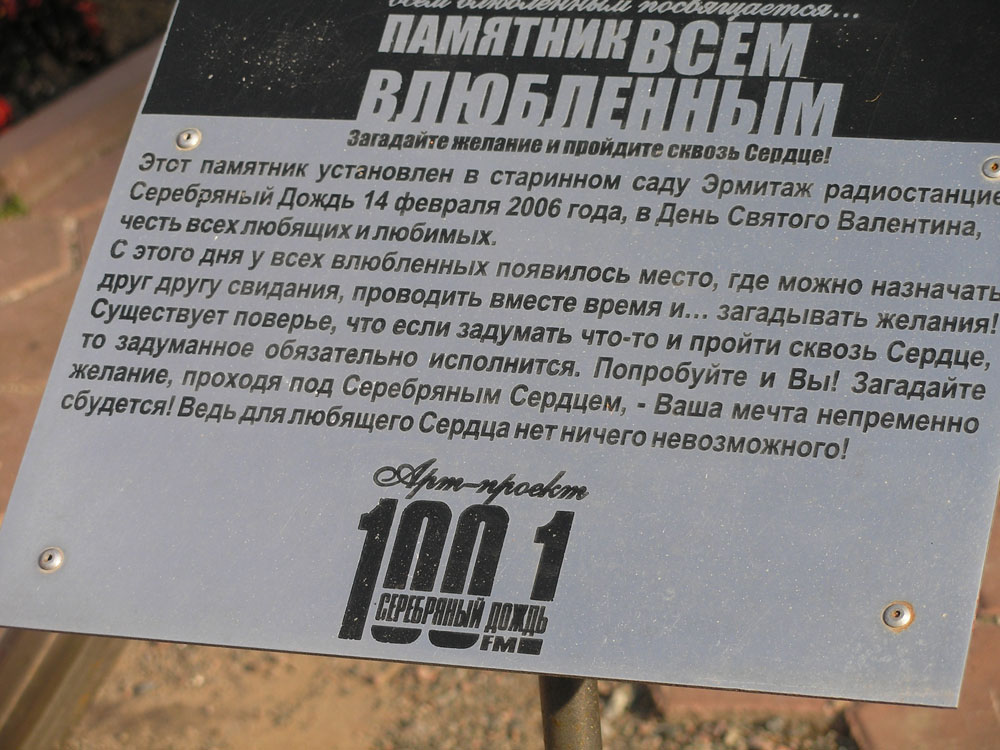 всем влюбленным посвящается...
ПАМЯТНИК ВСЕМ
ВЛЮБЛЕННЫМ
Загадайте желание и пройдите сквозь Сердце!
Этот памятник установлен в старинном саду Эрмитаж радиостанцие
Серебряный Дождь 14 февраля 2006 года, в День Святого Валентина,
честь всех любящих и любимых.
С этого дня у всех влюбленных появилось место, где можно назначать
друг другу свидания, проводить вместе время и... загадывать желания!
Существует поверье, что если задумать что-то и пройти сквозь Сердце,
то задуманное обязательно исполнится. Попробуйте и Вы! Загадайте
желание, проходя под Серебряным Сердцем, - Ваша мечта непременно
сбудется! Ведь для любящего Сердца нет ничего невозможного!
Арт-проект
100.1
СЕРЕБРЯНЫЙ ДОЖДЬ
FM